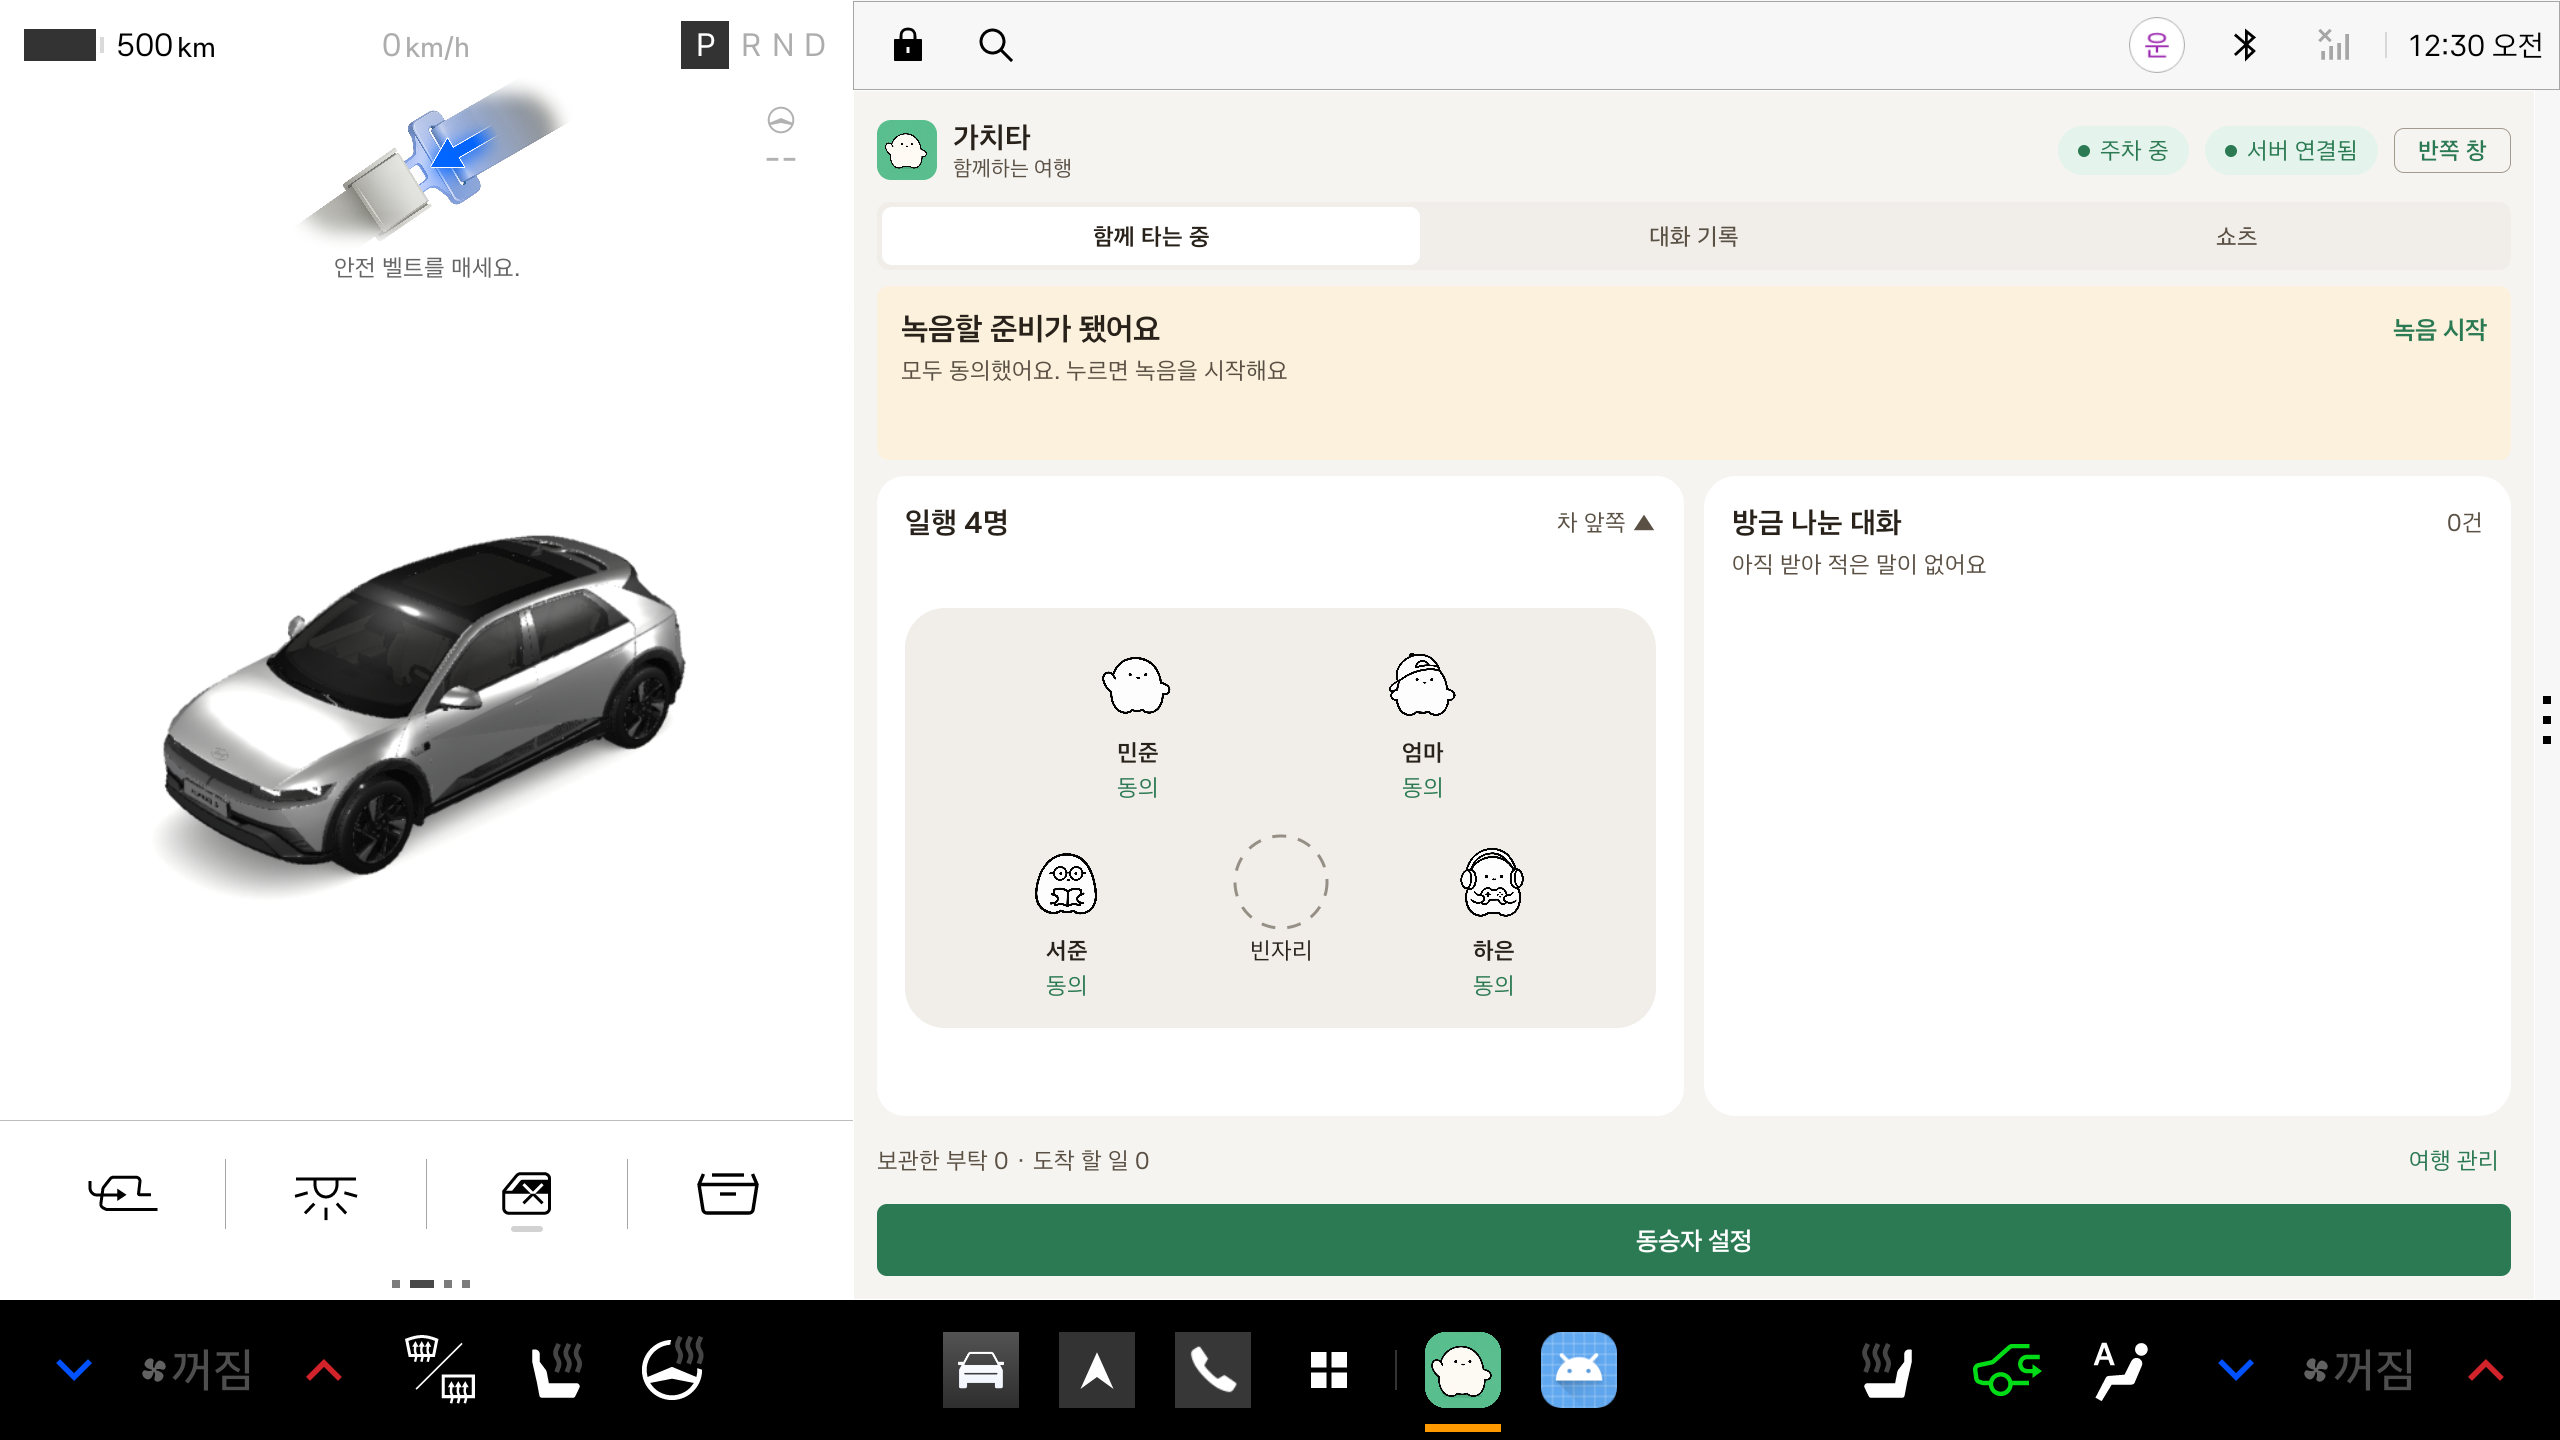 500 km
0 km/h
P R N D
안전 벨트를 매세요.
운
12:30 오전
가치타
함께하는 여행
주차 중
서버 연결됨
반쪽 창
함께 타는 중
대화 기록
쇼츠
녹음할 준비가 됐어요
녹음 시작
모두 동의했어요. 누르면 녹음을 시작해요
일행 4명
차 앞쪽 ▲
민준
동의
엄마
동의
서준
동의
빈자리
하은
동의
방금 나눈 대화
0건
아직 받아 적은 말이 없어요
보관한 부탁 0 · 도착 할 일 0
여행 관리
동승자 설정
꺼짐
A
꺼짐